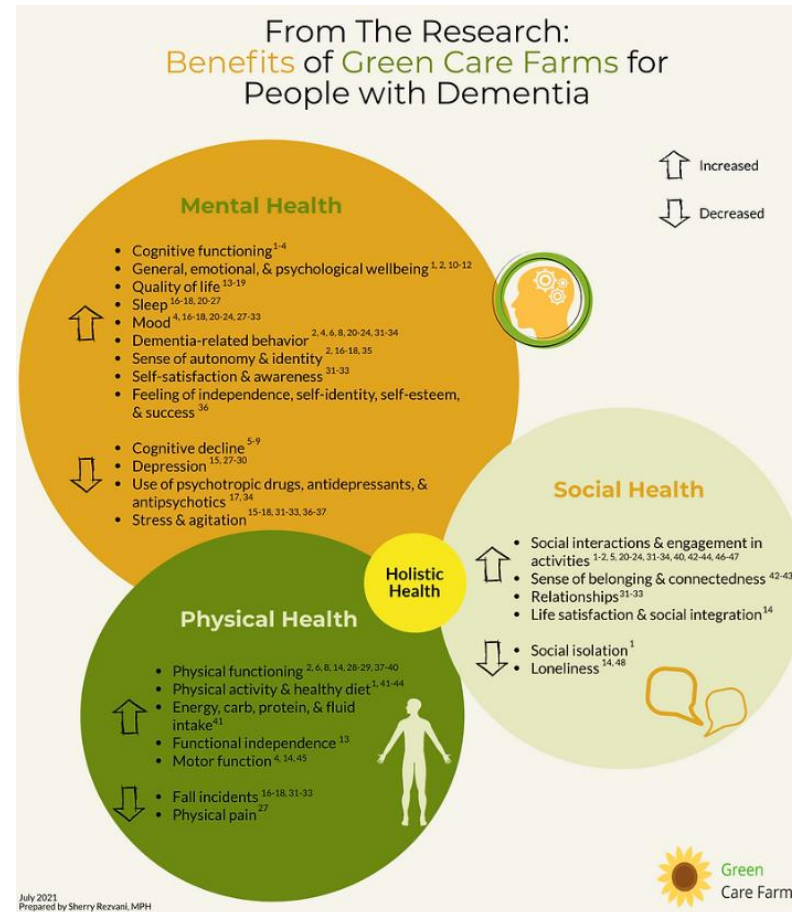 From The Research:
Benefits of Green Care Farms for
People with Dementia
Increased
Decreased
Mental Health
• Cognitive functioning 1-4
• General, emotional, & psychological wellbeing 1, 2, 10-12
• Quality of life 13-19
• Sleep 16-18, 20-27
• Mood 4, 16-18, 20-24, 27-33
• Dementia-related behavior 2, 4, 6, 8, 20-24, 31-34
• Sense of autonomy & identity 2, 16-18, 35
• Self-satisfaction & awareness 31-33
• Feeling of independence, self-identity, self-esteem,
& success 36
• Cognitive decline 5-9
• Depression 15, 27-30
• Use of psychotropic drugs, antidepressants, &
antipsychotics 17, 34
• Stress & agitation 15-18, 31-33, 36-37
Social Health
• Social interactions & engagement in
activities 1-2, 5, 20-24, 31-34, 40, 42-44, 46-47
• Sense of belonging & connectedness 42-43
• Relationships 31-33
• Life satisfaction & social integration 14
• Social isolation 1
• Loneliness 14, 48
Holistic
Health
Physical Health
• Physical functioning 2, 6, 8, 14, 28-29, 37-40
• Physical activity & healthy diet 1, 41-44
• Energy, carb, protein, & fluid
intake 41
• Functional independence 13
• Motor function 4, 14, 45
• Fall incidents 16-18, 31-33
• Physical pain 27
July 2021
Prepared by Sherry Rezvani, MPH
Green
Care Farm